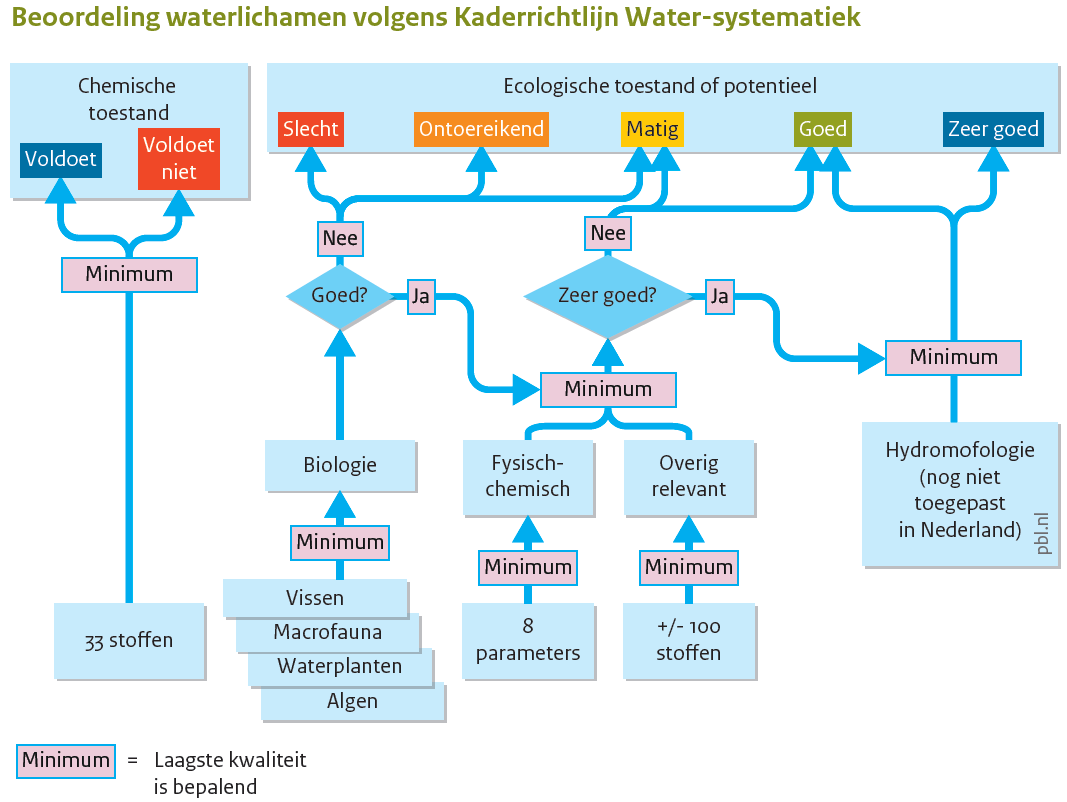 Beoordeling waterlichamen volgens Kaderrichtlijn Water-systematiek
Chemische
toestand
Voldoet
Voldoet
niet
Ecologische toestand of potentieel
Slecht
Ontoereikend
Matig
Goed
Zeer goed
Minimum
Nee
Nee
Goed?
Ja
Zeer goed?
Ja
Minimum
Minimum
Biologie
Fysisch-
chemisch
Overig
relevant
Hydromofologie
(nog niet
toegepast
in Nederland)
pbl.nl
Minimum
Minimum
Minimum
33 stoffen
Vissen
Macrofauna
Waterplanten
Algen
8
parameters
+/- 100
stoffen
Minimum = Laagste kwaliteit
is bepalend